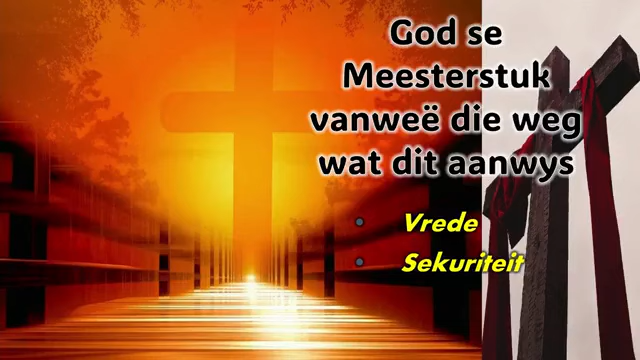 God se
Meesterstuk
vanweë die weg
wat dit aanwys
• Vrede
• Sekuriteit